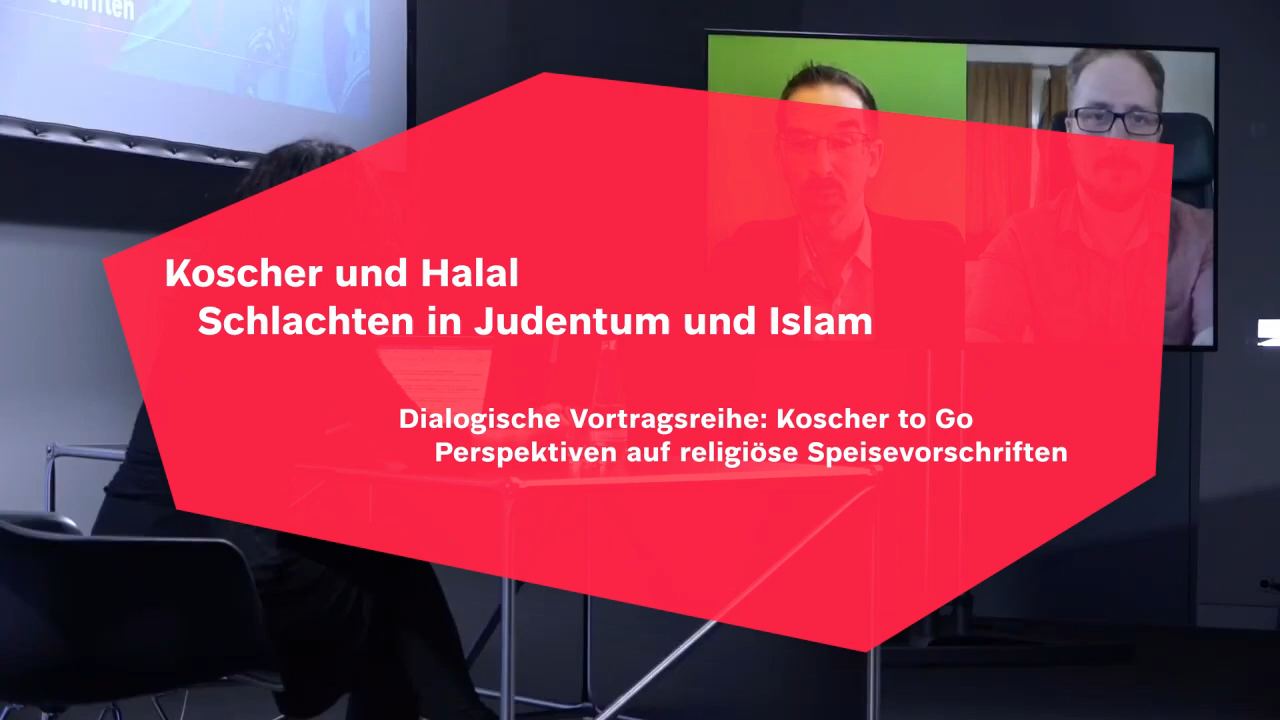 Koscher und Halal
Schlachten in Judentum und Islam
Dialogische Vortragsreihe: Koscher to Go
Perspektiven auf religiöse Speisevorschriften